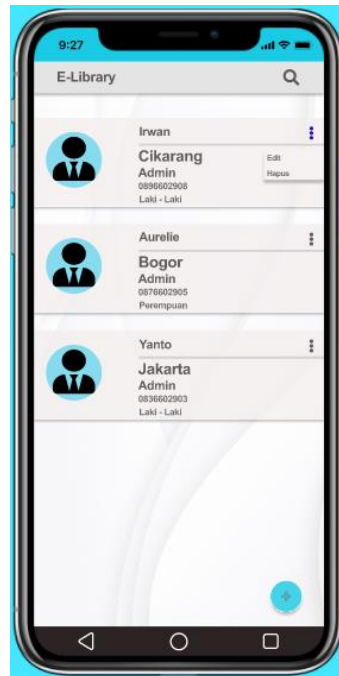 9:27
E-Library
Irwan
Cikarang
Admin
0896602908
Laki - Laki
Edit
Hapus
Aurelie
Bogor
Admin
0876602905
Perempuan
Yanto
Jakarta
Admin
0836602903
Laki - Laki